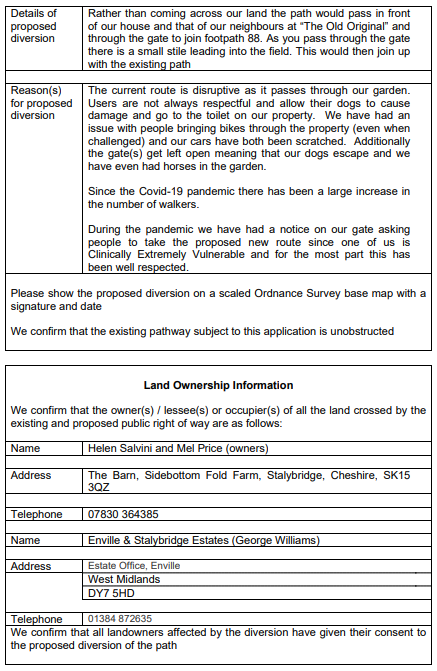 Details of
proposed
diversion
Rather than coming across our land the path would pass in front
of our house and that of our neighbours at “The Old Original” and
through the gate to join footpath 88. As you pass through the gate
there is a small stile leading into the field. This would then join up
with the existing path
Reason(s)
for proposed
diversion
The current route is disruptive as it passes through our garden.
Users are not always respectful and allow their dogs to cause
damage and go to the toilet on our property. We have had an
issue with people bringing bikes through the property (even when
challenged) and our cars have both been scratched. Additionally
the gate(s) get left open meaning that our dogs escape and we
have even had horses in the garden.
Since the Covid-19 pandemic there has been a large increase in
the number of walkers.
During the pandemic we have had a notice on our gate asking
people to take the proposed new route since one of us is
Clinically Extremely Vulnerable and for the most part this has
been well respected.
Please show the proposed diversion on a scaled Ordnance Survey base map with a
signature and date
We confirm that the existing pathway subject to this application is unobstructed
Land Ownership Information
We confirm that the owner(s) / lessee(s) or occupier(s) of all the land crossed by the
existing and proposed public right of way are as follows:
Name Helen Salvini and Mel Price (owners)
Address The Barn, Sidebottom Fold Farm, Stalybridge, Cheshire, SK15
3QZ
Telephone 07830 364385
Name Enville & Stalybridge Estates (George Williams)
Address Estate Office, Enville
West Midlands
DY7 5HD
Telephone 01384 872635
We confirm that all landowners affected by the diversion have given their consent to
the proposed diversion of the path